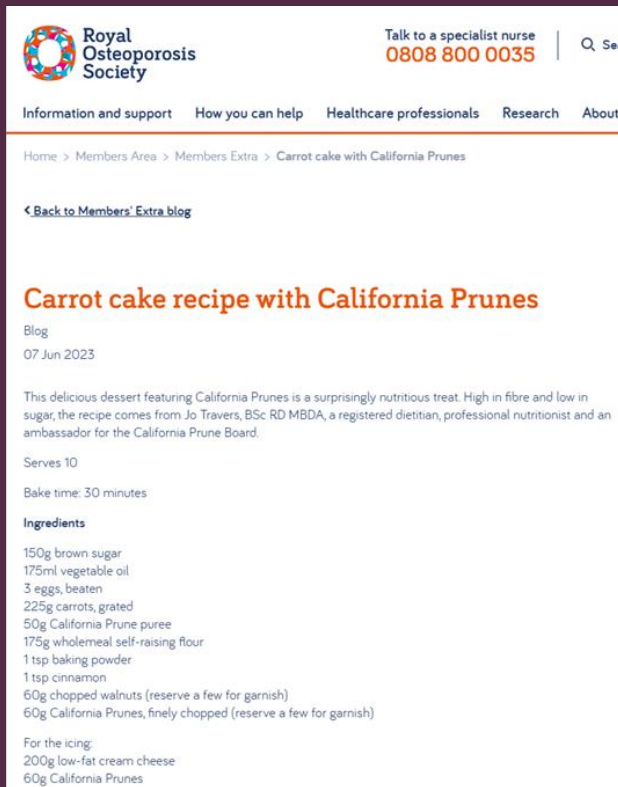 Royal
Osteoporosis
Society
Talk to a specialist nurse
0808 800 0035
Information and support How you can help Healthcare professionals Research About
Home > Members Area > Members Extra > Carrot cake with California Prunes
< Back to Members' Extra blog
Carrot cake recipe with California Prunes
Blog
07 Jun 2023
This delicious dessert featuring California Prunes is a surprisingly nutritious treat. High in fibre and low in
sugar, the recipe comes from Jo Travers, BSc RD MBDA, a registered dietitian, professional nutritionist and an
ambassador for the California Prune Board.
Serves 10
Bake time: 30 minutes
Ingredients
150g brown sugar
175ml vegetable oil
3 eggs, beaten
225g carrots, grated
50g California Prune puree
175g wholemeal self-raising flour
1 tsp baking powder
1 tsp cinnamon
60g chopped walnuts (reserve a few for garnish)
60g California Prunes, finely chopped (reserve a few for garnish)
For the icing:
200g low-fat cream cheese
60g California Prunes